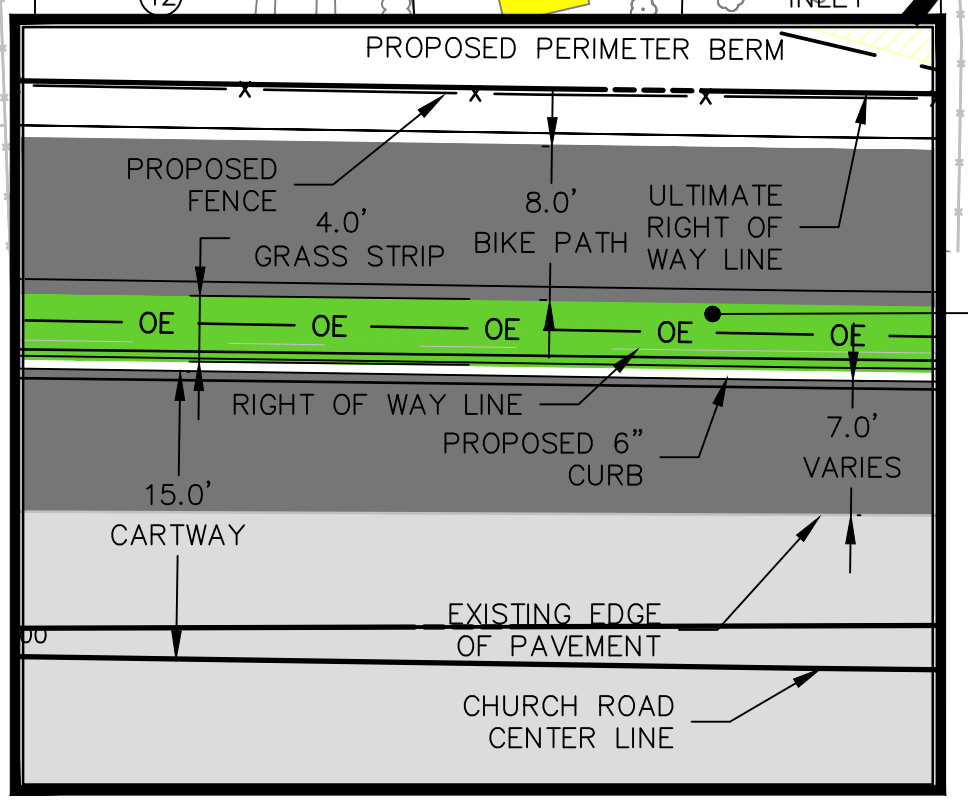 12
INLET
PROPOSED PERIMETER BERM
X X X
PROPOSED
FENCE
4.0'
GRASS STRIP
8.0'
BIKE PATH
ULTIMATE
RIGHT OF
WAY LINE
OE OE OE OE OE
RIGHT OF WAY LINE
PROPOSED 6"
CURB
7.0'
VARIES
15.0'
CARTWAY
00
EXISTING EDGE
OF PAVEMENT
CHURCH ROAD
CENTER LINE